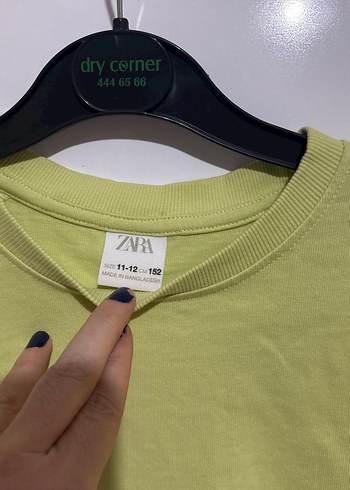 dry corner
444 65 66
ZARA
SIZE 11-12 CM 152
MADE IN BANGLADESH